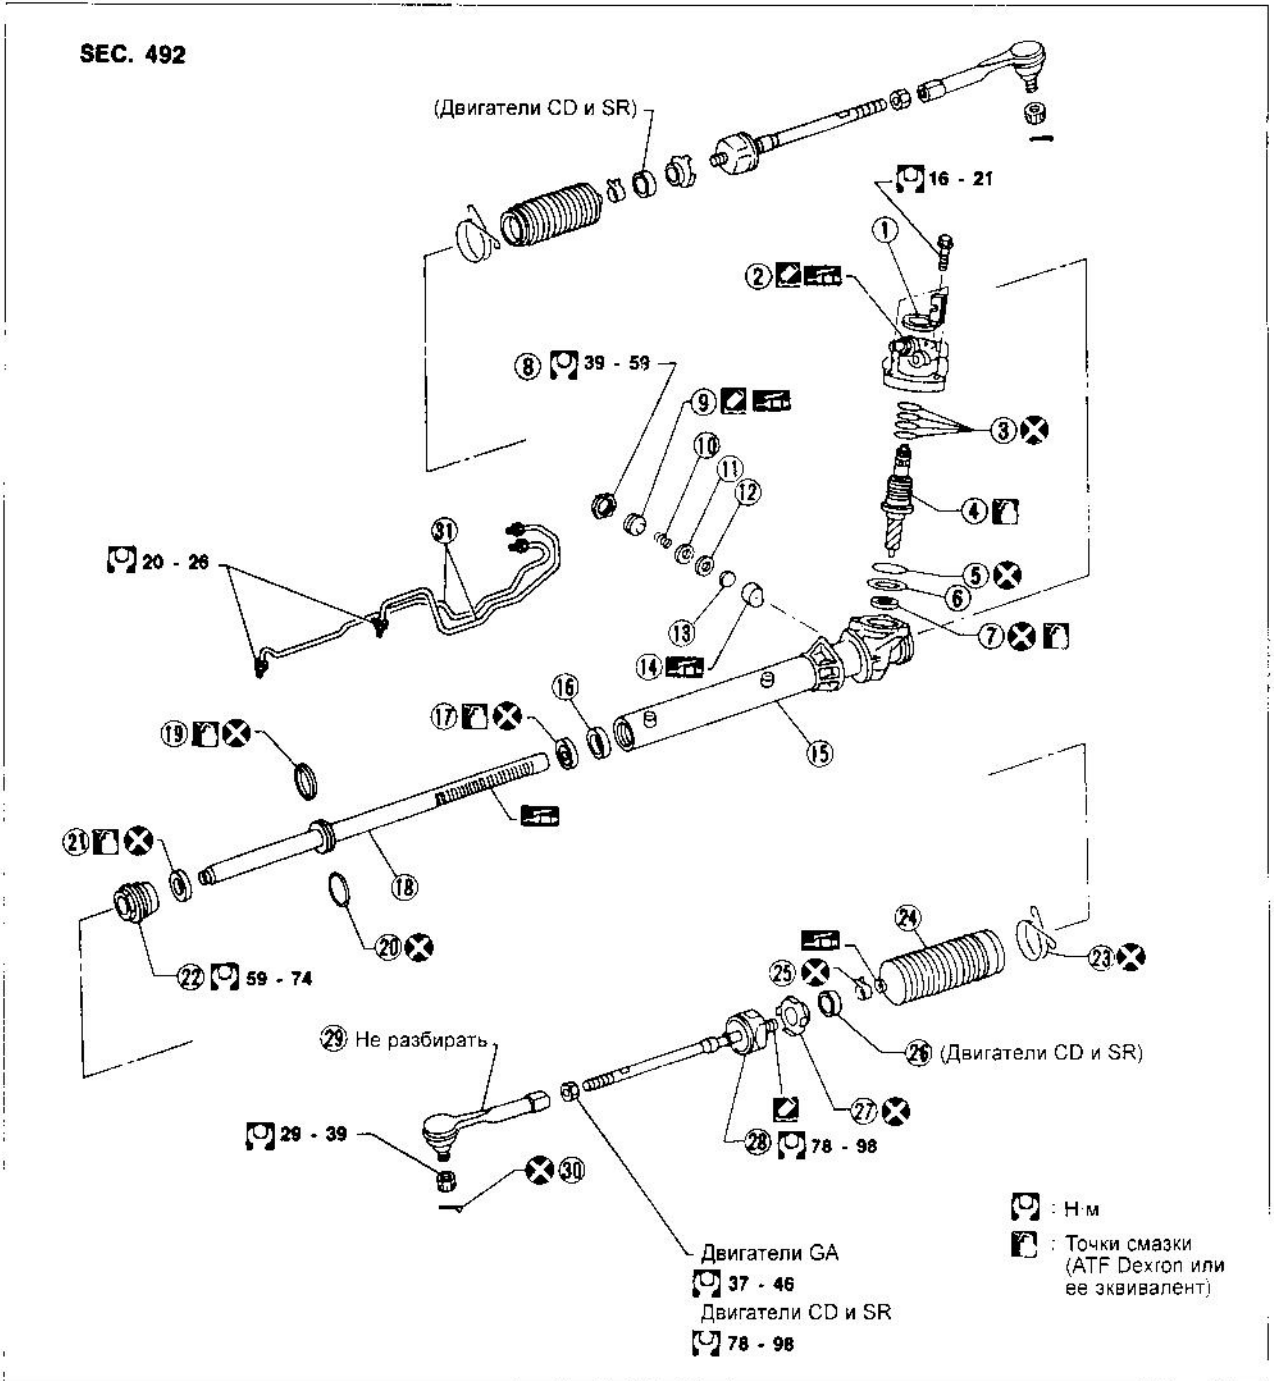 SEC. 492
(Двигатели CD и SR)
16 - 21
1
2
8 39 - 59
9
3
10
11
12
4
31
20 - 26
5
6
13
7
14
16
17
15
19
21
18
24
20
23
22 59 - 74
25
29 Не разбирать
26 (Двигатели CD и SR)
27
29 - 39
28 78 - 98
30
: Н·м
Двигатели GA
: Точки смазки
37 - 46
(ATF Dexron или
ее эквивалент)
Двигатели CD и SR
78 - 98